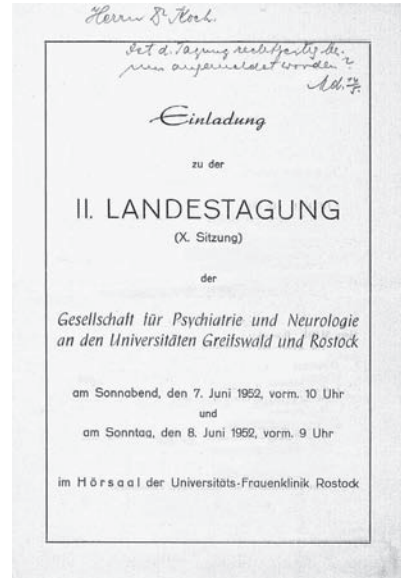 Herrn Dr Koch.
Ist d. Tagung rechtzeitig bei
uns angemeldet worden?
Einladung
zu der
II. LANDESTAGUNG
(X. Sitzung)
der
Gesellschaft für Psychiatrie und Neurologie
an den Universitäten Greifswald und Rostock
am Sonnabend, den 7. Juni 1952, vorm. 10 Uhr
und
am Sonntag, den 8. Juni 1952, vorm. 9 Uhr
im Hörsaal der Universitäts-Frauenklinik Rostock